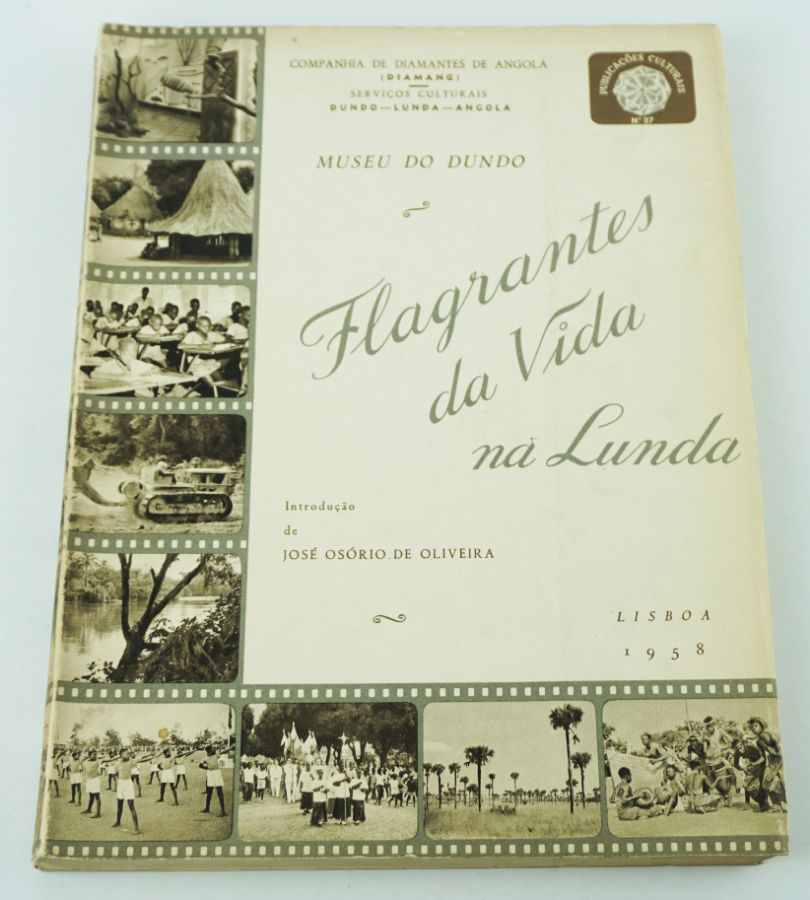 COMPANHIA DE DIAMANTES DE ANGOLA
(DIAMANG)
SERVIÇOS CULTURAIS
DUNDO—LUNDA—ANGOLA
PUBLICAÇÕES CULTURAIS
Nº 37
MUSEU DO DUNDO
Flagrantes
da Vida
na Lunda
Introdução
de
JOSÉ OSÓRIO DE OLIVEIRA
LISBOA
1958